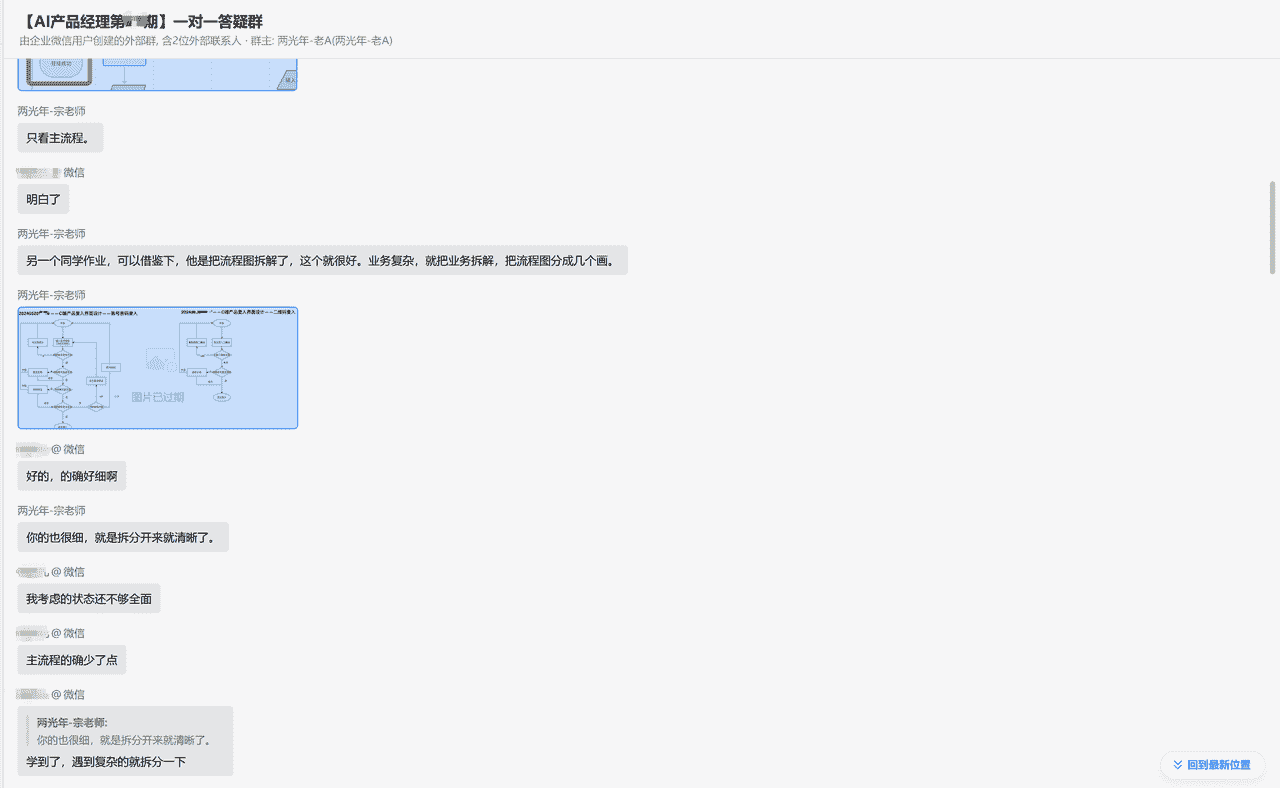 【AI产品经理第 期】一对一答疑群
由企业微信用户创建的外部群, 含2位外部联系人 · 群主: 两光年-老A(两光年-老A)
两光年-宗老师
只看主流程。
微信
明白了
两光年-宗老师
另一个同学作业，可以借鉴下，他是把流程图拆解了，这个就很好。业务复杂，就把业务拆解，把流程图分成几个画。
两光年-宗老师
图片已过期
@ 微信
好的，的确好细啊
两光年-宗老师
你的也很细，就是拆分开来就清晰了。
@ 微信
我考虑的状态还不够全面
@ 微信
主流程的确少了点
@ 微信
两光年-宗老师:
你的也很细，就是拆分开来就清晰了。
学到了，遇到复杂的就拆分一下
回到最新位置